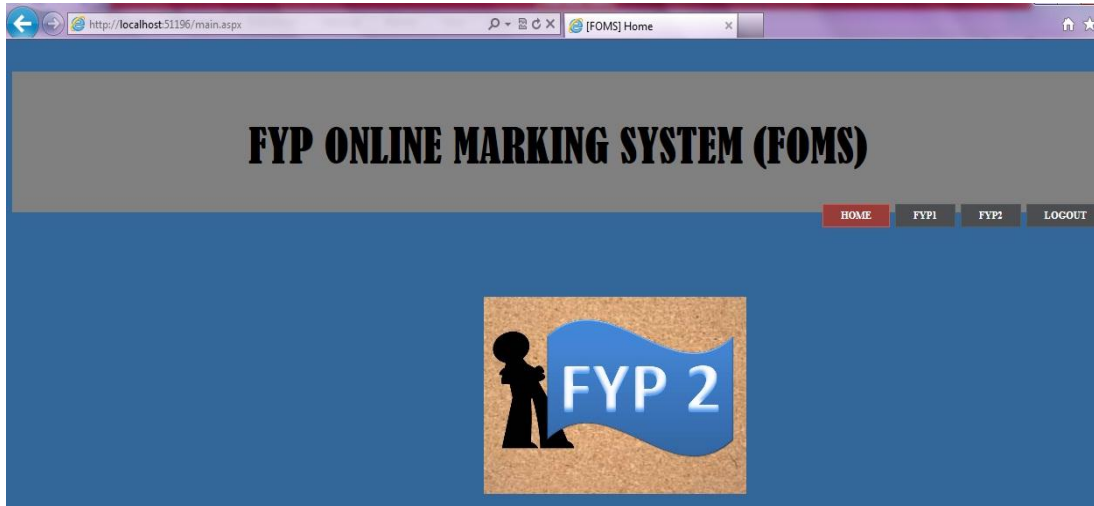 http://localhost:51196/main.aspx
[FOMS] Home
FYP ONLINE MARKING SYSTEM (FOMS)
HOME FYP1 FYP2 LOGOUT
FYP 2